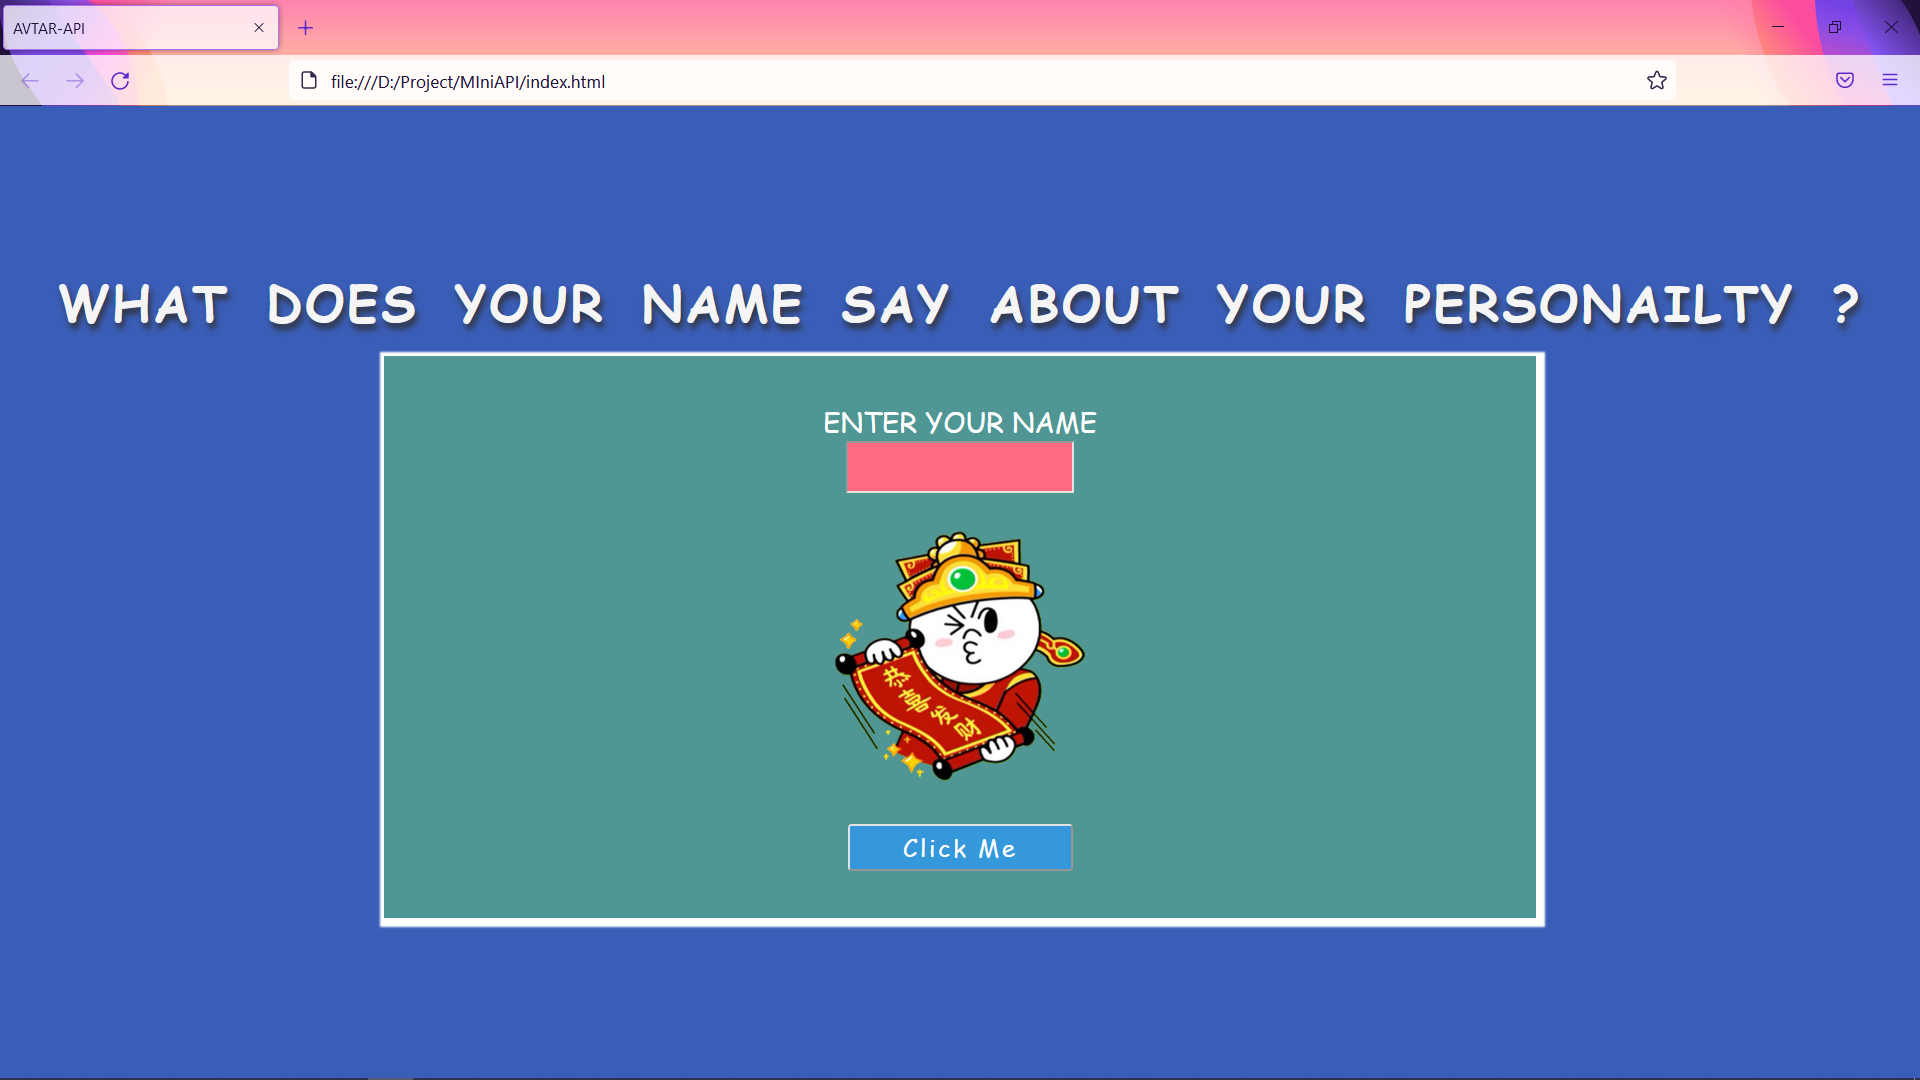 AVTAR-API
file:///D:/Project/MIniAPI/index.html
WHAT DOES YOUR NAME SAY ABOUT YOUR PERSONAILTY ?
ENTER YOUR NAME
恭喜发财
Click Me